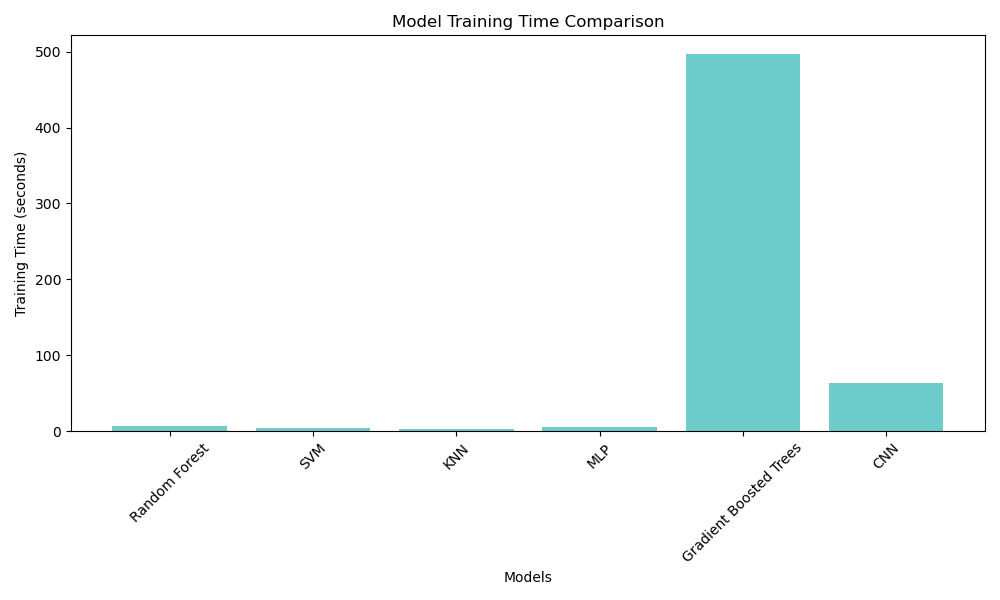 Model Training Time Comparison
Training Time (seconds)
500
400
300
200
100
0
Random Forest
SVM
KNN
MLP
Gradient Boosted Trees
CNN
Models